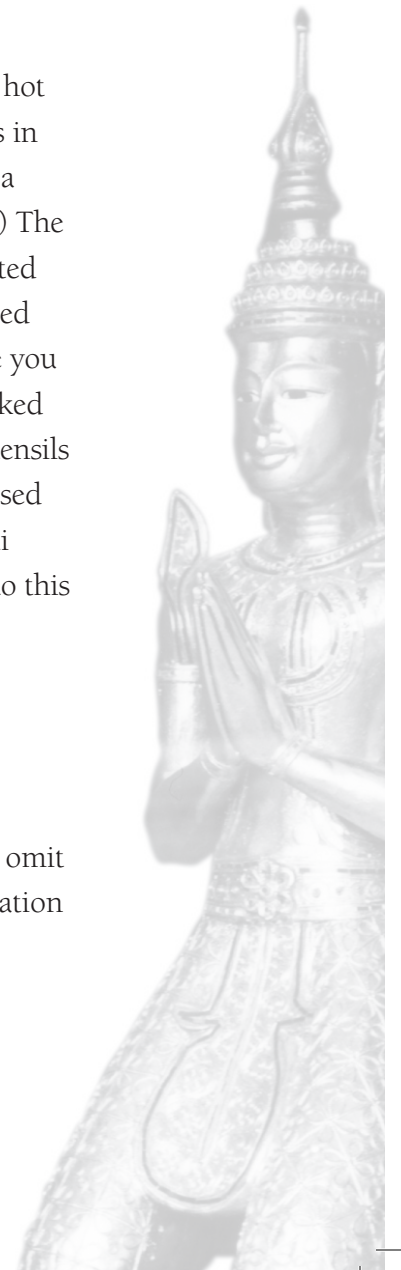 hot
s in
a
) The
ted
ed
you
ked
ensils
sed
i
o this
omit
ation